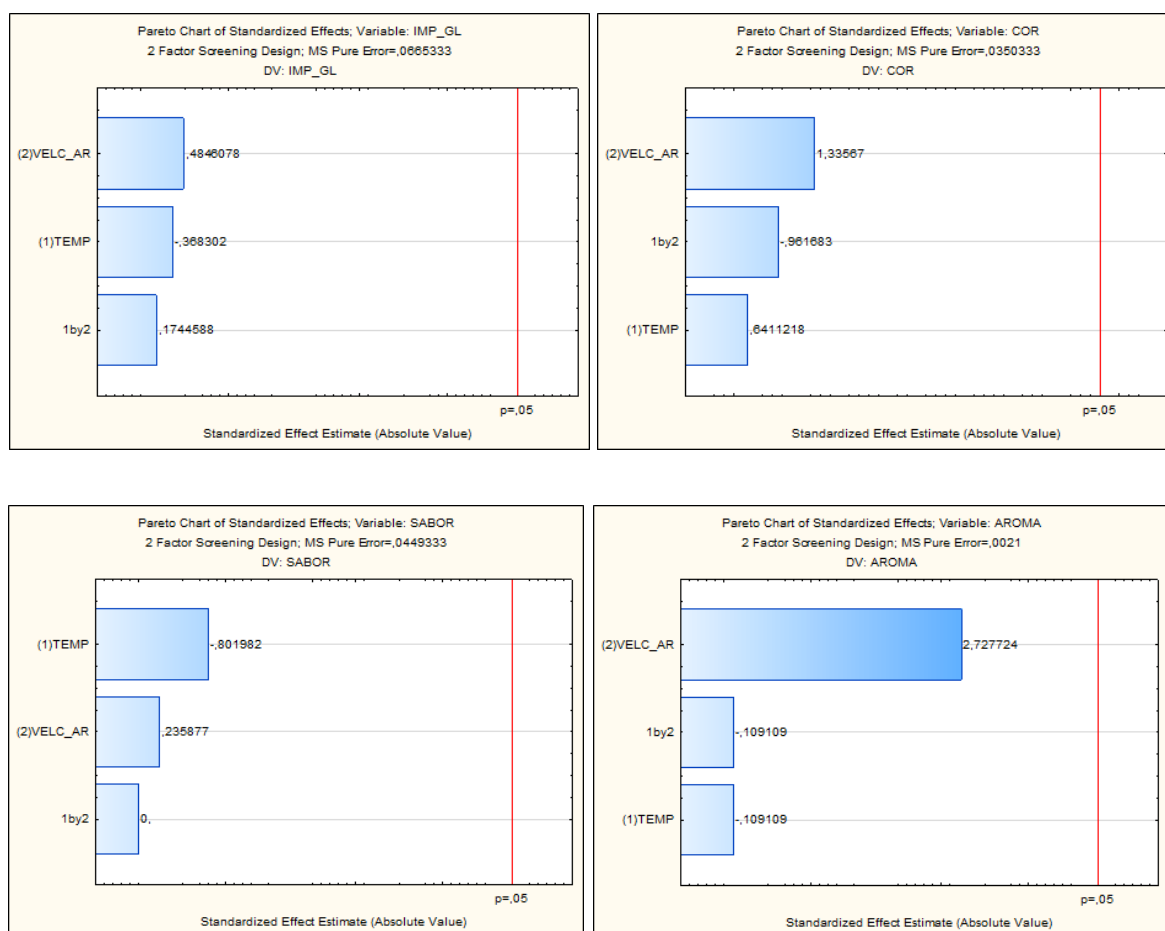 Pareto Chart of Standardized Effects; Variable: IMP_GL
2 Factor Screening Design; MS Pure Error=,0665333
DV: IMP_GL
(2)VELC_AR
,4846078
(1)TEMP
-,368302
1by2
,1744588
p=,05
Standardized Effect Estimate (Absolute Value)
Pareto Chart of Standardized Effects; Variable: COR
2 Factor Screening Design; MS Pure Error=,0350333
DV: COR
(2)VELC_AR
1,33567
1by2
-,961683
(1)TEMP
,6411218
p=,05
Standardized Effect Estimate (Absolute Value)
Pareto Chart of Standardized Effects; Variable: SABOR
2 Factor Screening Design; MS Pure Error=,0449333
DV: SABOR
(1)TEMP
-,801982
(2)VELC_AR
,235877
1by2
0,
p=,05
Standardized Effect Estimate (Absolute Value)
Pareto Chart of Standardized Effects; Variable: AROMA
2 Factor Screening Design; MS Pure Error=,0021
DV: AROMA
(2)VELC_AR
2,727724
1by2
-,109109
(1)TEMP
-,109109
p=,05
Standardized Effect Estimate (Absolute Value)